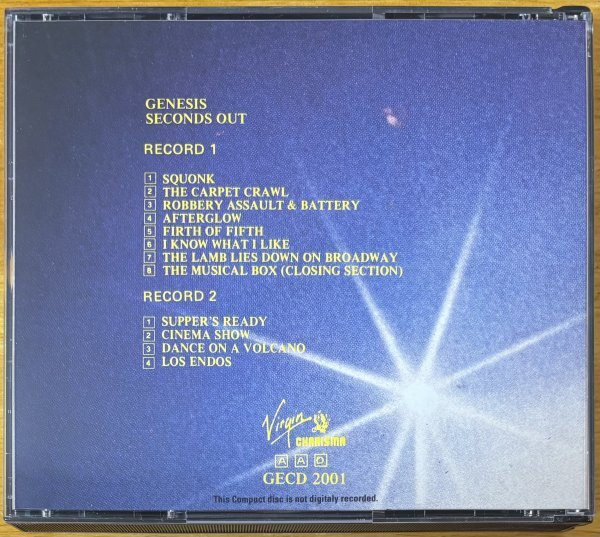 GENESIS
SECONDS OUT
RECORD 1
1 SQUONK
2 THE CARPET CRAWL
3 ROBBERY ASSAULT & BATTERY
4 AFTERGLOW
5 FIRTH OF FIFTH
6 I KNOW WHAT I LIKE
7 THE LAMB LIES DOWN ON BROADWAY
8 THE MUSICAL BOX (CLOSING SECTION)
RECORD 2
1 SUPPER'S READY
2 CINEMA SHOW
3 DANCE ON A VOLCANO
4 LOS ENDOS
Virgin CHARISMA
A A D
GECD 2001
This Compact disc is not digitaly recorded.